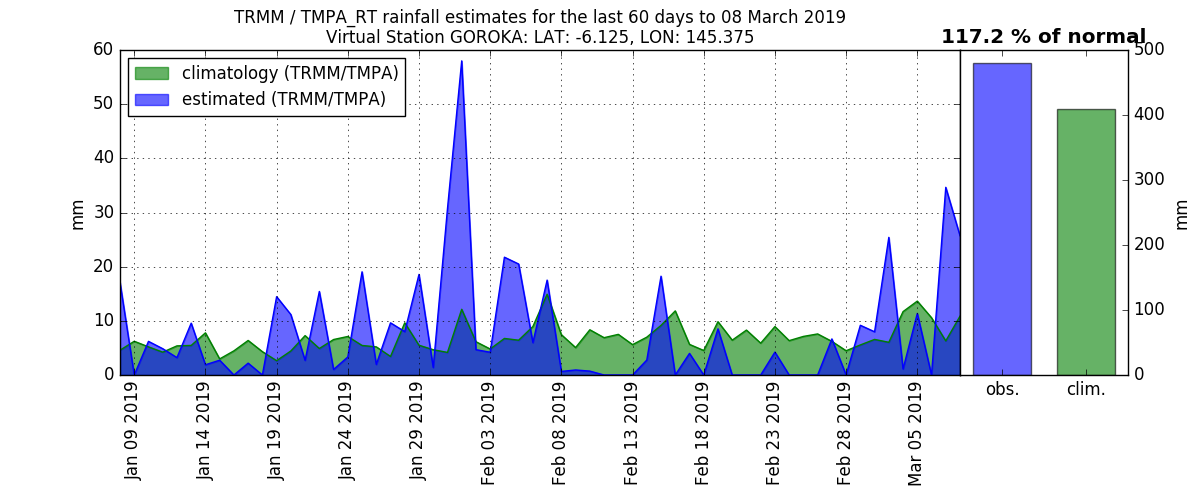 TRMM / TMPA_RT rainfall estimates for the last 60 days to 08 March 2019
Virtual Station GOROKA: LAT: -6.125, LON: 145.375
117.2 % of normal
climatology (TRMM/TMPA)
estimated (TRMM/TMPA)
60
50
40
30
20
10
0
mm
Jan 09 2019
Jan 14 2019
Jan 19 2019
Jan 24 2019
Jan 29 2019
Feb 03 2019
Feb 08 2019
Feb 13 2019
Feb 18 2019
Feb 23 2019
Feb 28 2019
Mar 05 2019
obs.
clim.
500
400
300
200
100
0
mm